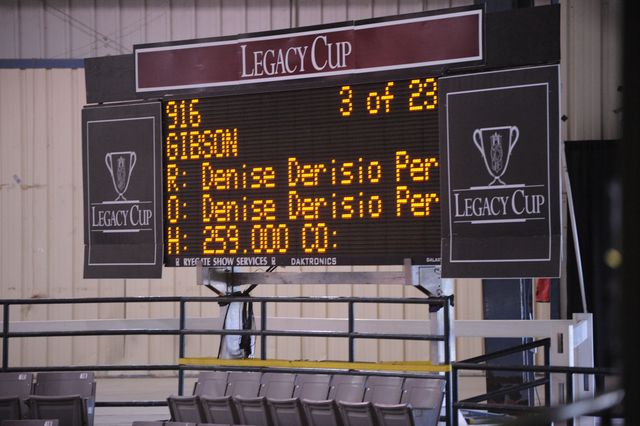 LEGACY CUP
916 3 of 23
GIBSON
R: Denise Derisio Per
O: Denise Derisio Per
H: 259.000 CO:
R RYEGATE SHOW SERVICES R DAKTRONICS GALAXY
LEGACY CUP
LEGACY CUP